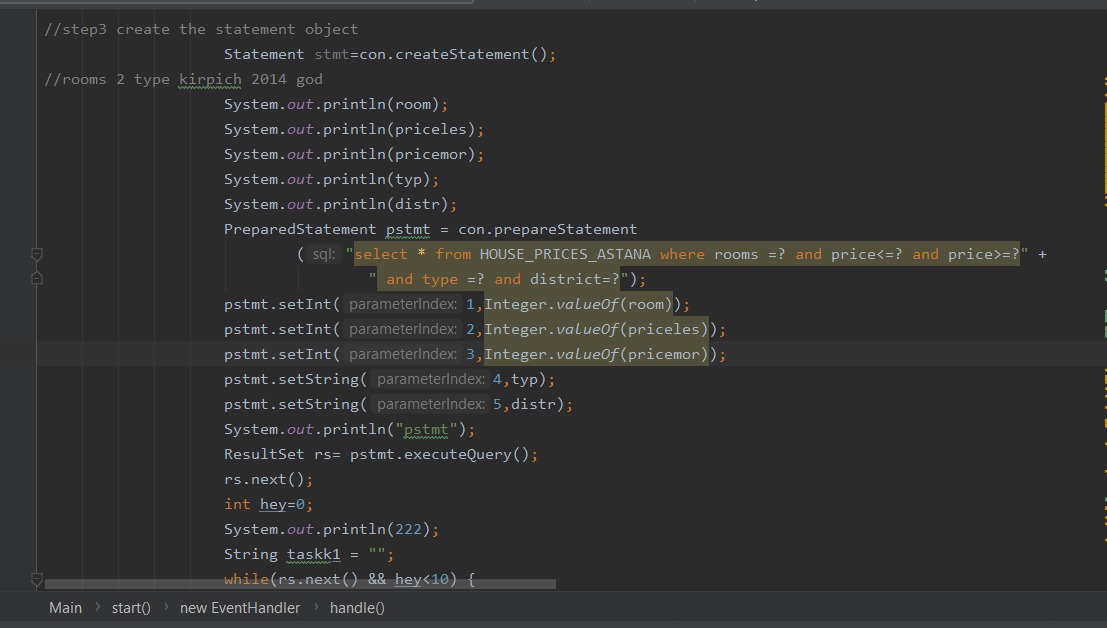 //step3 create the statement object
Statement stmt=con.createStatement();
//rooms 2 type kirpich 2014 god
System.out.println(room);
System.out.println(priceles);
System.out.println(pricemor);
System.out.println(typ);
System.out.println(distr);
PreparedStatement pstmt = con.prepareStatement
( sql: "select * from HOUSE_PRICES_ASTANA where rooms =? and price<=? and price>=?" +
" and type =? and district=?");
pstmt.setInt( parameterIndex: 1,Integer.valueOf(room));
pstmt.setInt( parameterIndex: 2,Integer.valueOf(priceles));
pstmt.setInt( parameterIndex: 3,Integer.valueOf(pricemor));
pstmt.setString( parameterIndex: 4,typ);
pstmt.setString( parameterIndex: 5,distr);
System.out.println("pstmt");
ResultSet rs= pstmt.executeQuery();
rs.next();
int hey=0;
System.out.println(222);
String taskk1 = "";
while(rs.next() && hey<10) {
Main > start() > new EventHandler > handle()